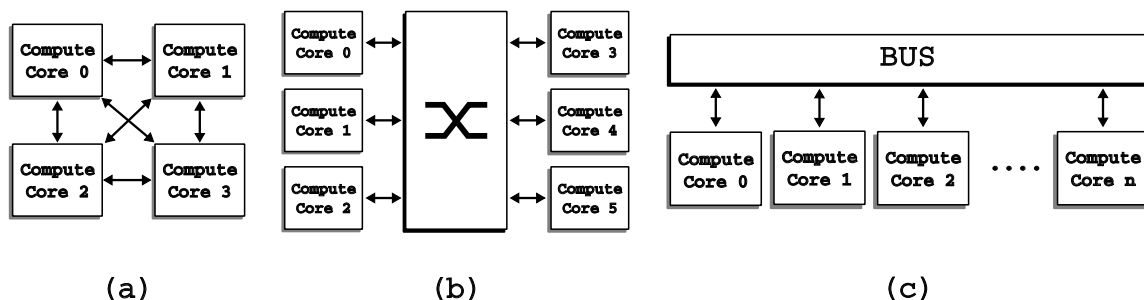 Compute
Core 0
Compute
Core 1
Compute
Core 2
Compute
Core 3
(a)
Compute
Core 0
Compute
Core 1
Compute
Core 2
Compute
Core 3
Compute
Core 4
Compute
Core 5
(b)
BUS
Compute
Core 0
Compute
Core 1
Compute
Core 2
....
Compute
Core n
(c)